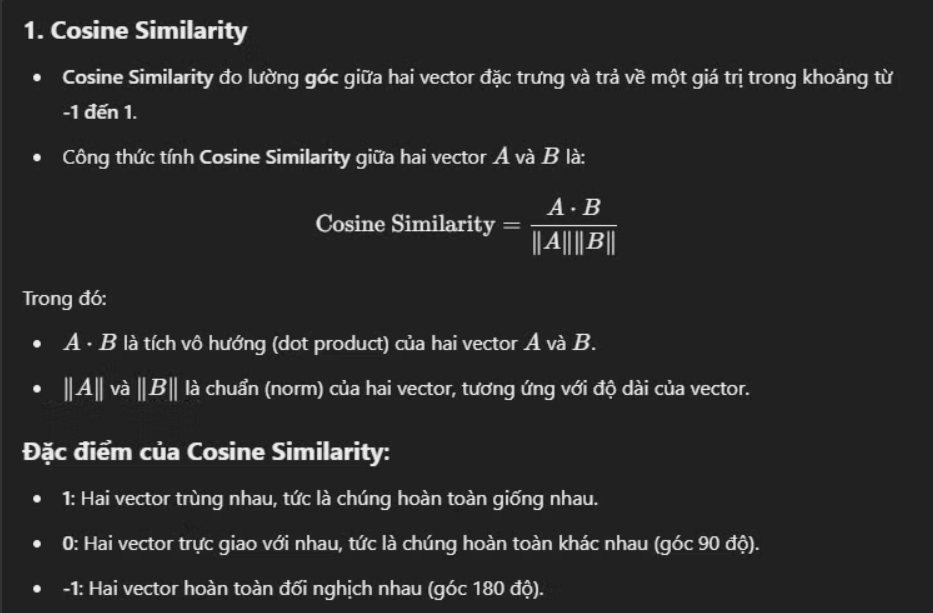 1. Cosine Similarity
• Cosine Similarity đo lường góc giữa hai vector đặc trưng và trả về một giá trị trong khoảng từ
-1 đến 1.
• Công thức tính Cosine Similarity giữa hai vector A và B là:
Cosine Similarity = A · B / ‖A‖‖B‖
Trong đó:
• A · B là tích vô hướng (dot product) của hai vector A và B.
• ‖A‖ và ‖B‖ là chuẩn (norm) của hai vector, tương ứng với độ dài của vector.
Đặc điểm của Cosine Similarity:
• 1: Hai vector trùng nhau, tức là chúng hoàn toàn giống nhau.
• 0: Hai vector trực giao với nhau, tức là chúng hoàn toàn khác nhau (góc 90 độ).
• -1: Hai vector hoàn toàn đối nghịch nhau (góc 180 độ).